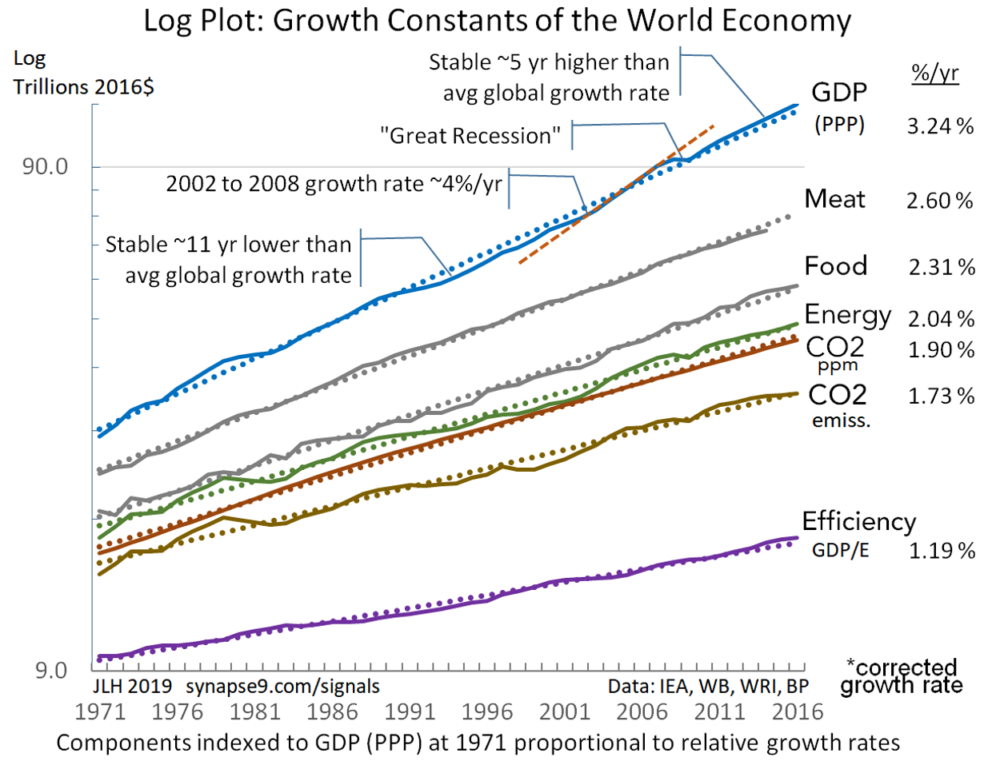 Log Plot: Growth Constants of the World Economy
Log
Trillions 2016$
Stable ~5 yr higher than
avg global growth rate
%/yr
GDP
(PPP)
3.24 %
"Great Recession"
90.0
2002 to 2008 growth rate ~4%/yr
Meat
2.60 %
Stable ~11 yr lower than
avg global growth rate
Food
2.31 %
Energy
2.04 %
CO2
ppm
1.90 %
CO2
emiss.
1.73 %
Efficiency
GDP/E
1.19 %
9.0
*corrected
growth rate
JLH 2019 synapse9.com/signals
Data: IEA, WB, WRI, BP
1971 1976 1981 1986 1991 1996 2001 2006 2011 2016
Components indexed to GDP (PPP) at 1971 proportional to relative growth rates